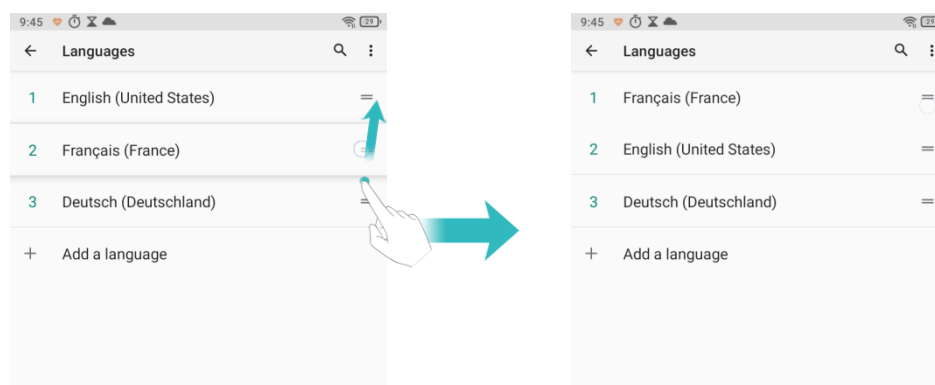 9:45 29
Languages
1 English (United States)
2 Français (France)
3 Deutsch (Deutschland)
+ Add a language
9:45 29
Languages
1 Français (France)
2 English (United States)
3 Deutsch (Deutschland)
+ Add a language